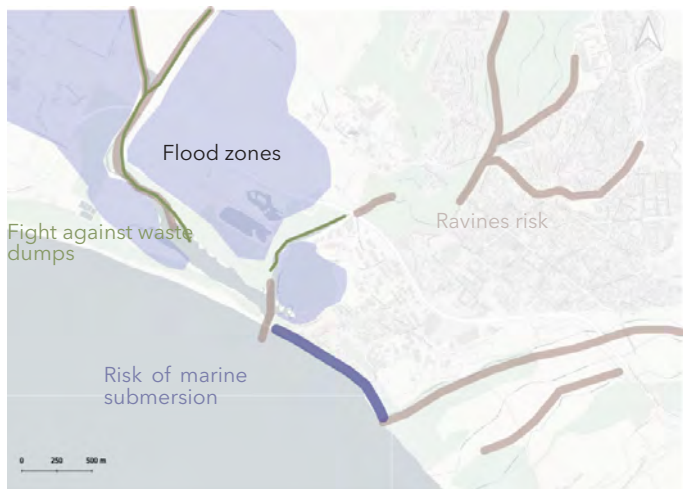 Flood zones
Ravines risk
Fight against waste
dumps
Risk of marine
submersion
0 250 500 m